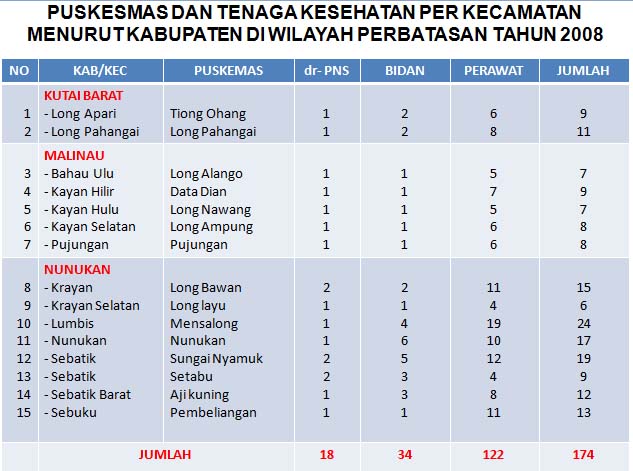 PUSKESMAS DAN TENAGA KESEHATAN PER KECAMATAN
MENURUT KABUPATEN DI WILAYAH PERBATASAN TAHUN 2008
NO KAB/KEC PUSKEMAS dr- PNS BIDAN PERAWAT JUMLAH
KUTAI BARAT
1 - Long Apari Tiong Ohang 1 2 6 9
2 - Long Pahangai Long Pahangai 1 2 8 11
MALINAU
3 - Bahau Ulu Long Alango 1 1 5 7
4 - Kayan Hilir Data Dian 1 1 7 9
5 - Kayan Hulu Long Nawang 1 1 5 7
6 - Kayan Selatan Long Ampung 1 1 6 8
7 - Pujungan Pujungan 1 1 6 8
NUNUKAN
8 - Krayan Long Bawan 2 2 11 15
9 - Krayan Selatan Long layu 1 1 4 6
10 - Lumbis Mensalong 1 4 19 24
11 - Nunukan Nunukan 1 6 10 17
12 - Sebatik Sungai Nyamuk 2 5 12 19
13 - Sebatik Setabu 2 3 4 9
14 - Sebatik Barat Aji kuning 1 3 8 12
15 - Sebuku Pembeliangan 1 1 11 13
JUMLAH 18 34 122 174